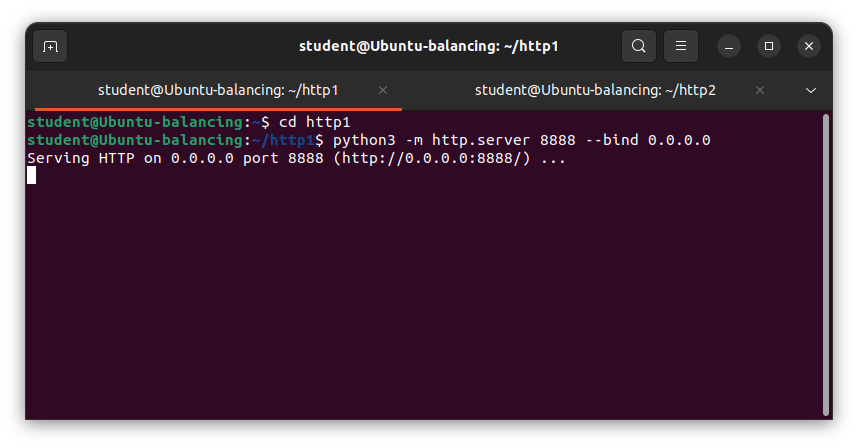 student@Ubuntu-balancing: ~/http1
student@Ubuntu-balancing: ~/http1
student@Ubuntu-balancing: ~/http2
student@Ubuntu-balancing:~$ cd http1
student@Ubuntu-balancing:~/http1$ python3 -m http.server 8888 --bind 0.0.0.0
Serving HTTP on 0.0.0.0 port 8888 (http://0.0.0.0:8888/) ...